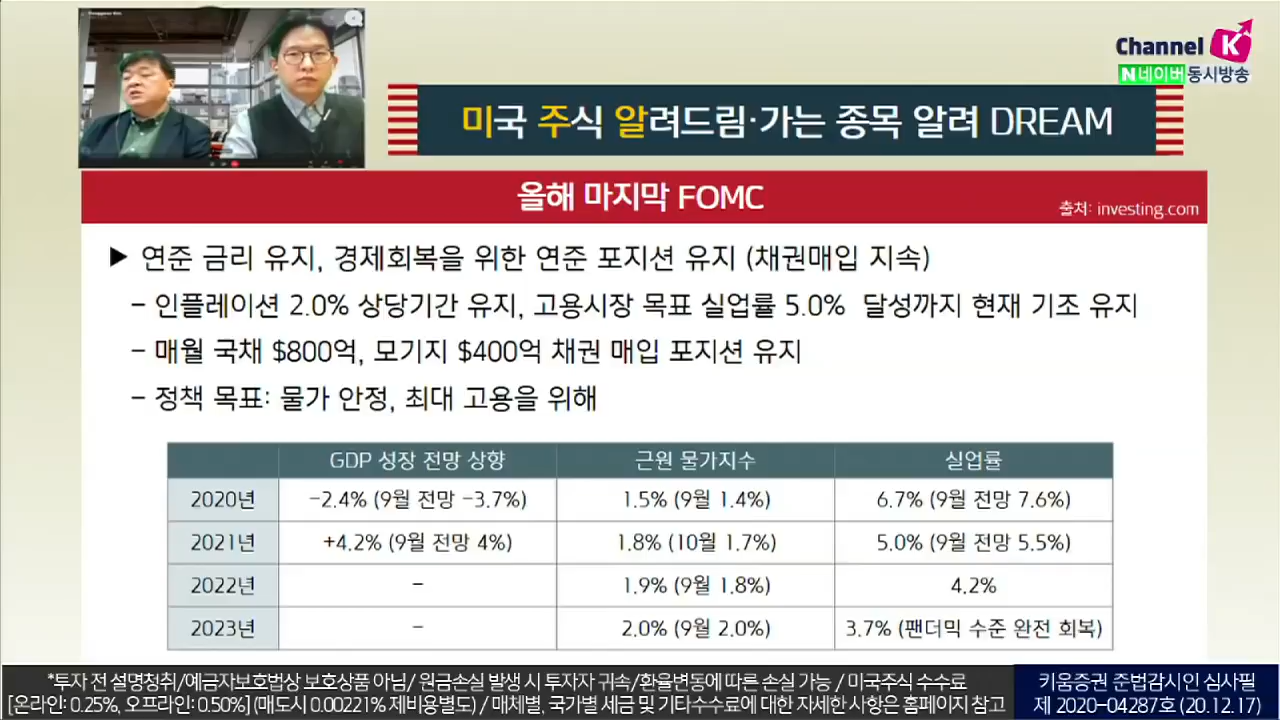 Channel K
N 네이버 동시방송
미국 주식 알려드림·가는 종목 알려 DREAM
올해 마지막 FOMC
출처: investing.com
▶ 연준 금리 유지, 경제회복을 위한 연준 포지션 유지 (채권매입 지속)
- 인플레이션 2.0% 상당기간 유지, 고용시장 목표 실업률 5.0% 달성까지 현재 기조 유지
- 매월 국채 $800억, 모기지 $400억 채권 매입 포지션 유지
- 정책 목표: 물가 안정, 최대 고용을 위해
GDP 성장 전망 상향 근원 물가지수 실업률
2020년 -2.4% (9월 전망 -3.7%) 1.5% (9월 1.4%) 6.7% (9월 전망 7.6%)
2021년 +4.2% (9월 전망 4%) 1.8% (10월 1.7%) 5.0% (9월 전망 5.5%)
2022년 - 1.9% (9월 1.8%) 4.2%
2023년 - 2.0% (9월 2.0%) 3.7% (팬더믹 수준 완전 회복)
*투자 전 설명청취/예금자보호법상 보호상품 아님/ 원금손실 발생 시 투자자 귀속/환율변동에 따른 손실 가능 / 미국주식 수수료
[온라인: 0.25%, 오프라인: 0.50%] (매도시 0.00221% 제비용별도) / 매체별, 국가별 세금 및 기타수수료에 대한 자세한 사항은 홈페이지 참고
키움증권 준법감시인 심사필
제 2020-04287호 (20.12.17)